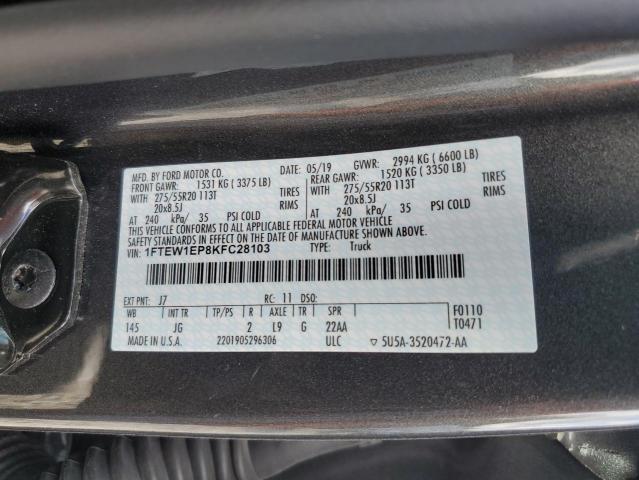 MFD. BY FORD MOTOR CO. DATE: 05/19 GVWR: 2994 KG ( 6600 LB)
FRONT GAWR: 1531 KG ( 3375 LB) REAR GAWR: 1520 KG ( 3350 LB)
WITH 275/55R20 113T TIRES WITH 275/55R20 113T TIRES
20x8.5J RIMS 20x8.5J RIMS
AT 240 kPa/ 35 PSI COLD AT 240 kPa/ 35 PSI COLD
THIS VEHICLE CONFORMS TO ALL APPLICABLE FEDERAL MOTOR VEHICLE
SAFETY AND THEFT PREVENTION STANDARDS IN EFFECT ON THE DATE OF MANUFACTURE SHOWN ABOVE.
VIN: 1FTEW1EP8KFC28103 TYPE: Truck
EXT PNT: J7 RC: 11 DSO: F0110
WB TP/PS R AXLE TR SPR T0471
145 JG 2 L9 G 22AA
MADE IN U.S.A. 2201905296306 ULC ▽ 5U5A-3520472-AA